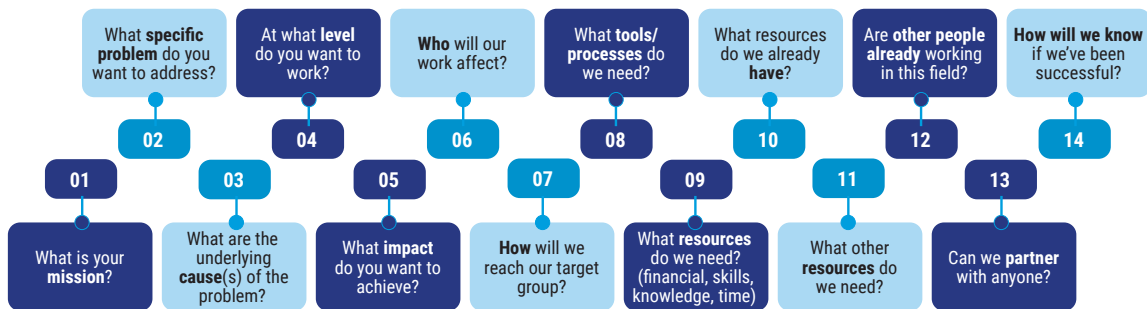 01
What is your
mission?
02
What specific
problem do you
want to address?
03
What are the
underlying
cause(s) of the
problem?
04
At what level
do you want to
work?
05
What impact
do you want to
achieve?
06
Who will our
work affect?
07
How will we
reach our target
group?
08
What tools/
processes do
we need?
09
What resources
do we need?
(financial, skills,
knowledge, time)
10
What resources
do we already
have?
11
What other
resources do
we need?
12
Are other people
already working
in this field?
13
Can we partner
with anyone?
14
How will we know
if we’ve been
successful?